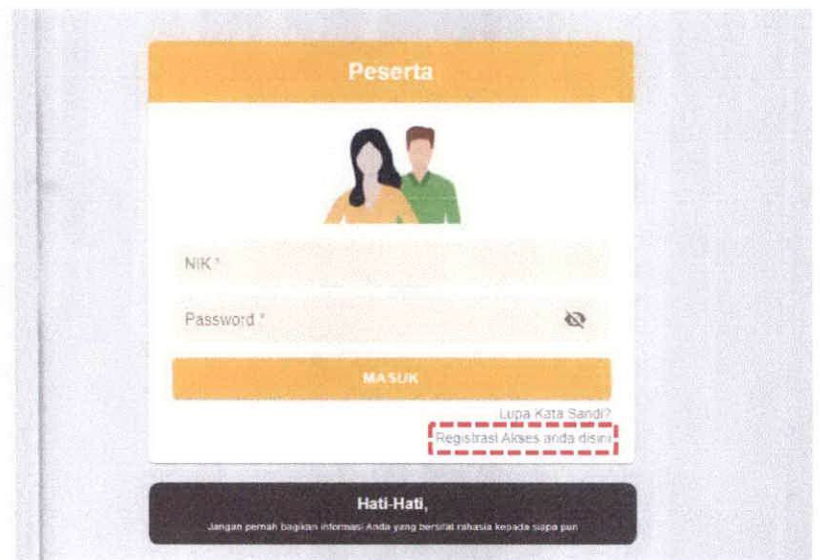 Peserta
NIK *
Password *
MASUK
Lupa Kata Sandi?
Registrasi Akses anda disini
Hati-Hati,
Jangan pernah bagikan informasi Anda yang bersifat rahasia kepada siapa pun